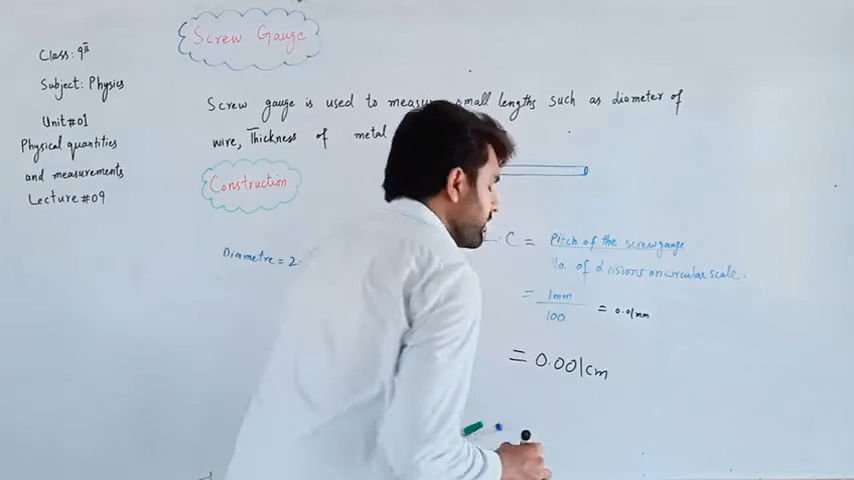 Screw Gauge
Class: 9th
Subject: Physics
Unit#01
Physical quantities
and measurements
Lecture#09
Screw gauge is used to measure small lengths such as diameter of
wire, Thickness of metal
Construction
Diametre = 2.
.C = Pitch of the screwgauge
No. of divisions on circular scale.
= 1mm
100
= 0.01mm
= 0.001cm